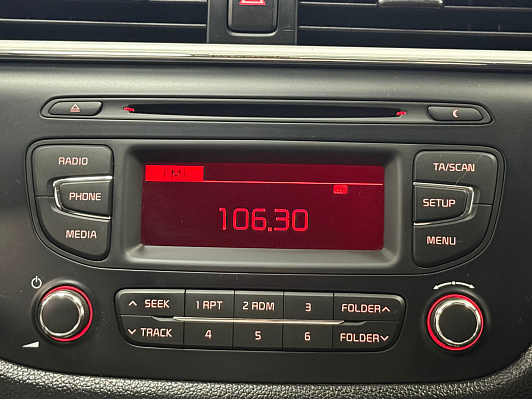 RADIO
PHONE
MEDIA
FM1
106.30
TA/SCAN
SETUP
MENU
SEEK 1 RPT 2 RDM 3 FOLDER
TRACK 4 5 6 FOLDER